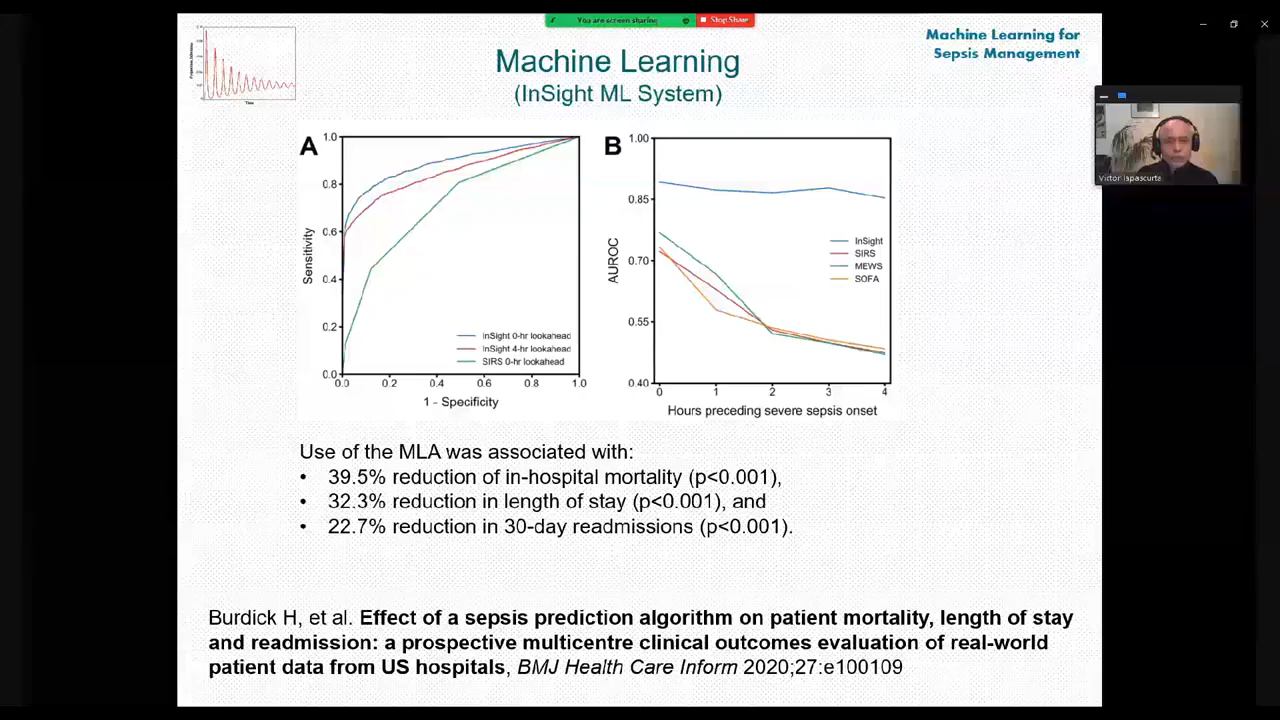 You are screen sharing
Stop Share
Machine Learning for
Sepsis Management
Machine Learning
(InSight ML System)
Time
A
1.0
0.8
0.6
0.4
0.2
0.0
Sensitivity
InSight 0-hr lookahead
InSight 4-hr lookahead
SIRS 0-hr lookahead
0.0 0.2 0.4 0.6 0.8 1.0
1 - Specificity
B
1.00
0.85
0.70
0.55
0.40
AUROC
InSight
SIRS
MEWS
SOFA
0 1 2 3 4
Hours preceding severe sepsis onset
Victor Iapascurta
Use of the MLA was associated with:
• 39.5% reduction of in-hospital mortality (p<0.001),
• 32.3% reduction in length of stay (p<0.001), and
• 22.7% reduction in 30-day readmissions (p<0.001).
Burdick H, et al. Effect of a sepsis prediction algorithm on patient mortality, length of stay
and readmission: a prospective multicentre clinical outcomes evaluation of real-world
patient data from US hospitals, BMJ Health Care Inform 2020;27:e100109